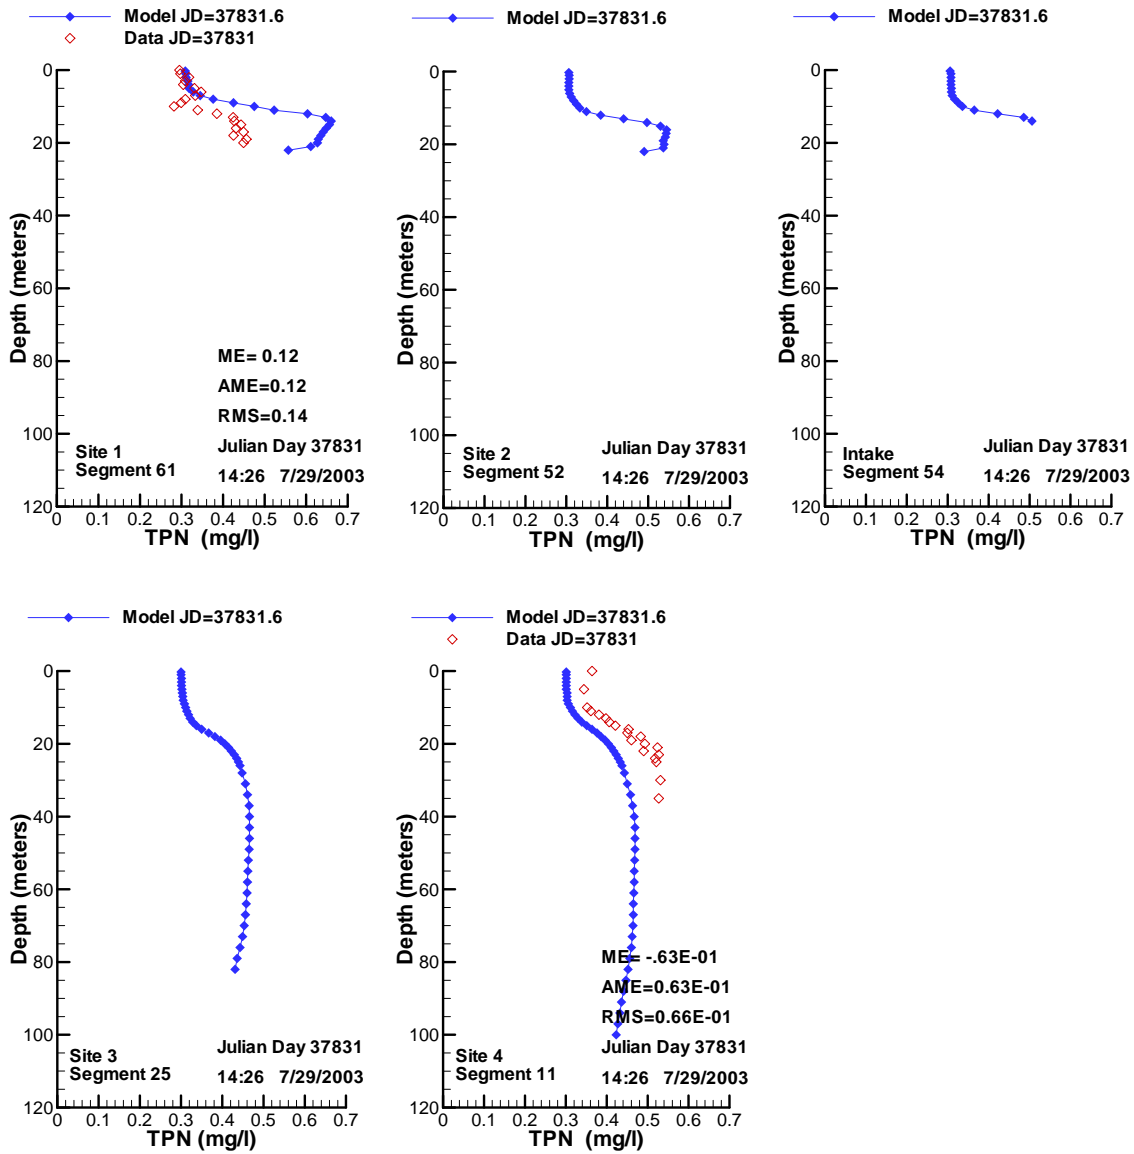 Model JD=37831.6
Data JD=37831
0
20
40
60
80
100
120
Depth (meters)
ME= 0.12
AME=0.12
RMS=0.14
Site 1
Segment 61
Julian Day 37831
14:26 7/29/2003
0 0.1 0.2 0.3 0.4 0.5 0.6 0.7
TPN (mg/l)
Model JD=37831.6
0
20
40
60
80
100
120
Depth (meters)
Site 2
Segment 52
Julian Day 37831
14:26 7/29/2003
0 0.1 0.2 0.3 0.4 0.5 0.6 0.7
TPN (mg/l)
Model JD=37831.6
0
20
40
60
80
100
120
Depth (meters)
Intake
Segment 54
Julian Day 37831
14:26 7/29/2003
0 0.1 0.2 0.3 0.4 0.5 0.6 0.7
TPN (mg/l)
Model JD=37831.6
0
20
40
60
80
100
120
Depth (meters)
Site 3
Segment 25
Julian Day 37831
14:26 7/29/2003
0 0.1 0.2 0.3 0.4 0.5 0.6 0.7
TPN (mg/l)
Model JD=37831.6
Data JD=37831
0
20
40
60
80
100
120
Depth (meters)
ME= -.63E-01
AME=0.63E-01
RMS=0.66E-01
Site 4
Segment 11
Julian Day 37831
14:26 7/29/2003
0 0.1 0.2 0.3 0.4 0.5 0.6 0.7
TPN (mg/l)